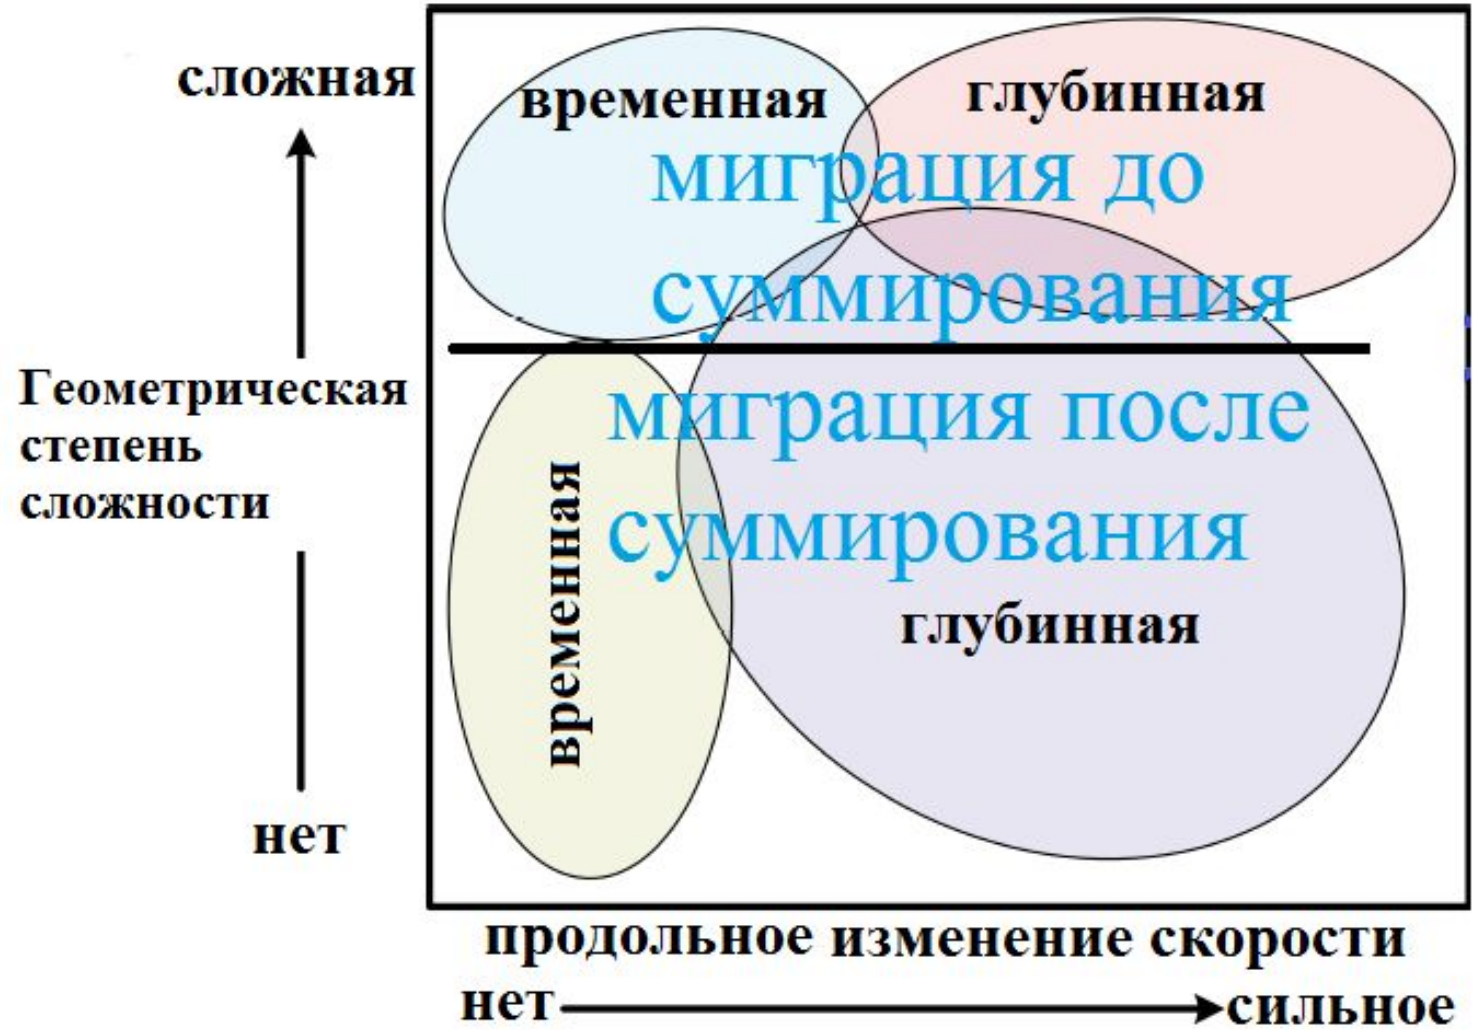 сложная
временная
глубинная
миграция до
суммирования
Геометрическая
степень
сложности
миграция после
суммирования
временная
глубинная
нет
продольное изменение скорости
нет
сильное